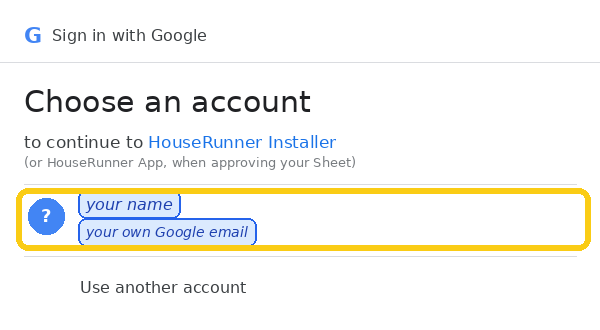 G Sign in with Google
Choose an account
to continue to HouseRunner Installer
(or HouseRunner App, when approving your Sheet)
?
your name
your own Google email
Use another account